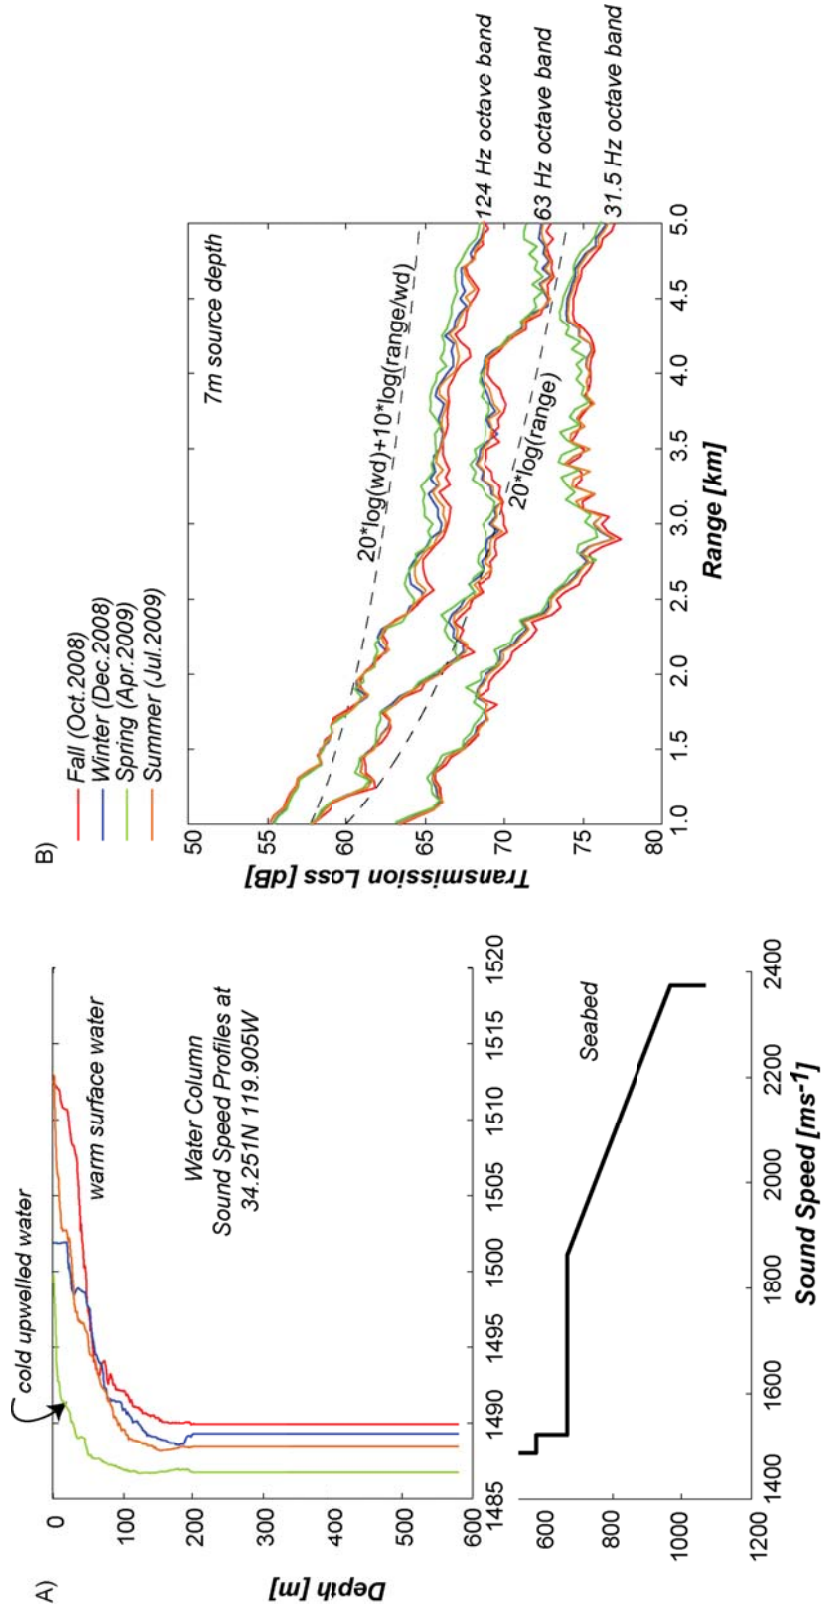 A)
cold upwelled water
warm surface water
Water Column
Sound Speed Profiles at
34.251N 119.905W
0
100
200
300
400
500
600
Depth [m]
1485
1490
1495
1500
1505
1510
1515
1520
Seabed
600
800
1000
1200
1400
1600
1800
2000
2200
2400
Sound Speed [ms-1]
B)
Fall (Oct.2008)
Winter (Dec.2008)
Spring (Apr.2009)
Summer (Jul.2009)
7m source depth
20*log(wd)+10*log(range/wd)
20*log(range)
124 Hz octave band
63 Hz octave band
31.5 Hz octave band
50
55
60
65
70
75
80
Transmission Loss [dB]
1.0
1.5
2.0
2.5
3.0
3.5
4.0
4.5
5.0
Range [km]